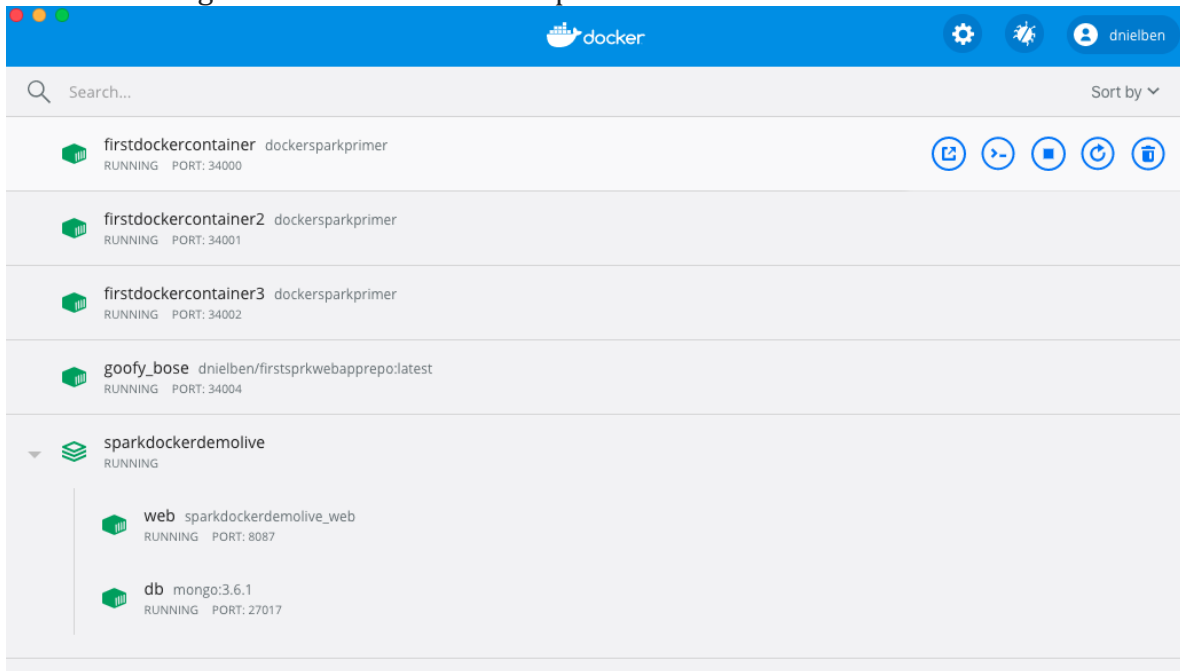 docker
dnielben
Search...
Sort by
firstdockercontainer dockersparkprimer
RUNNING PORT: 34000
firstdockercontainer2 dockersparkprimer
RUNNING PORT: 34001
firstdockercontainer3 dockersparkprimer
RUNNING PORT: 34002
goofy_bose dnielben/firstsprkwebapprepo:latest
RUNNING PORT: 34004
sparkdockerdemolive
RUNNING
web sparkdockerdemolive_web
RUNNING PORT: 8087
db mongo:3.6.1
RUNNING PORT: 27017